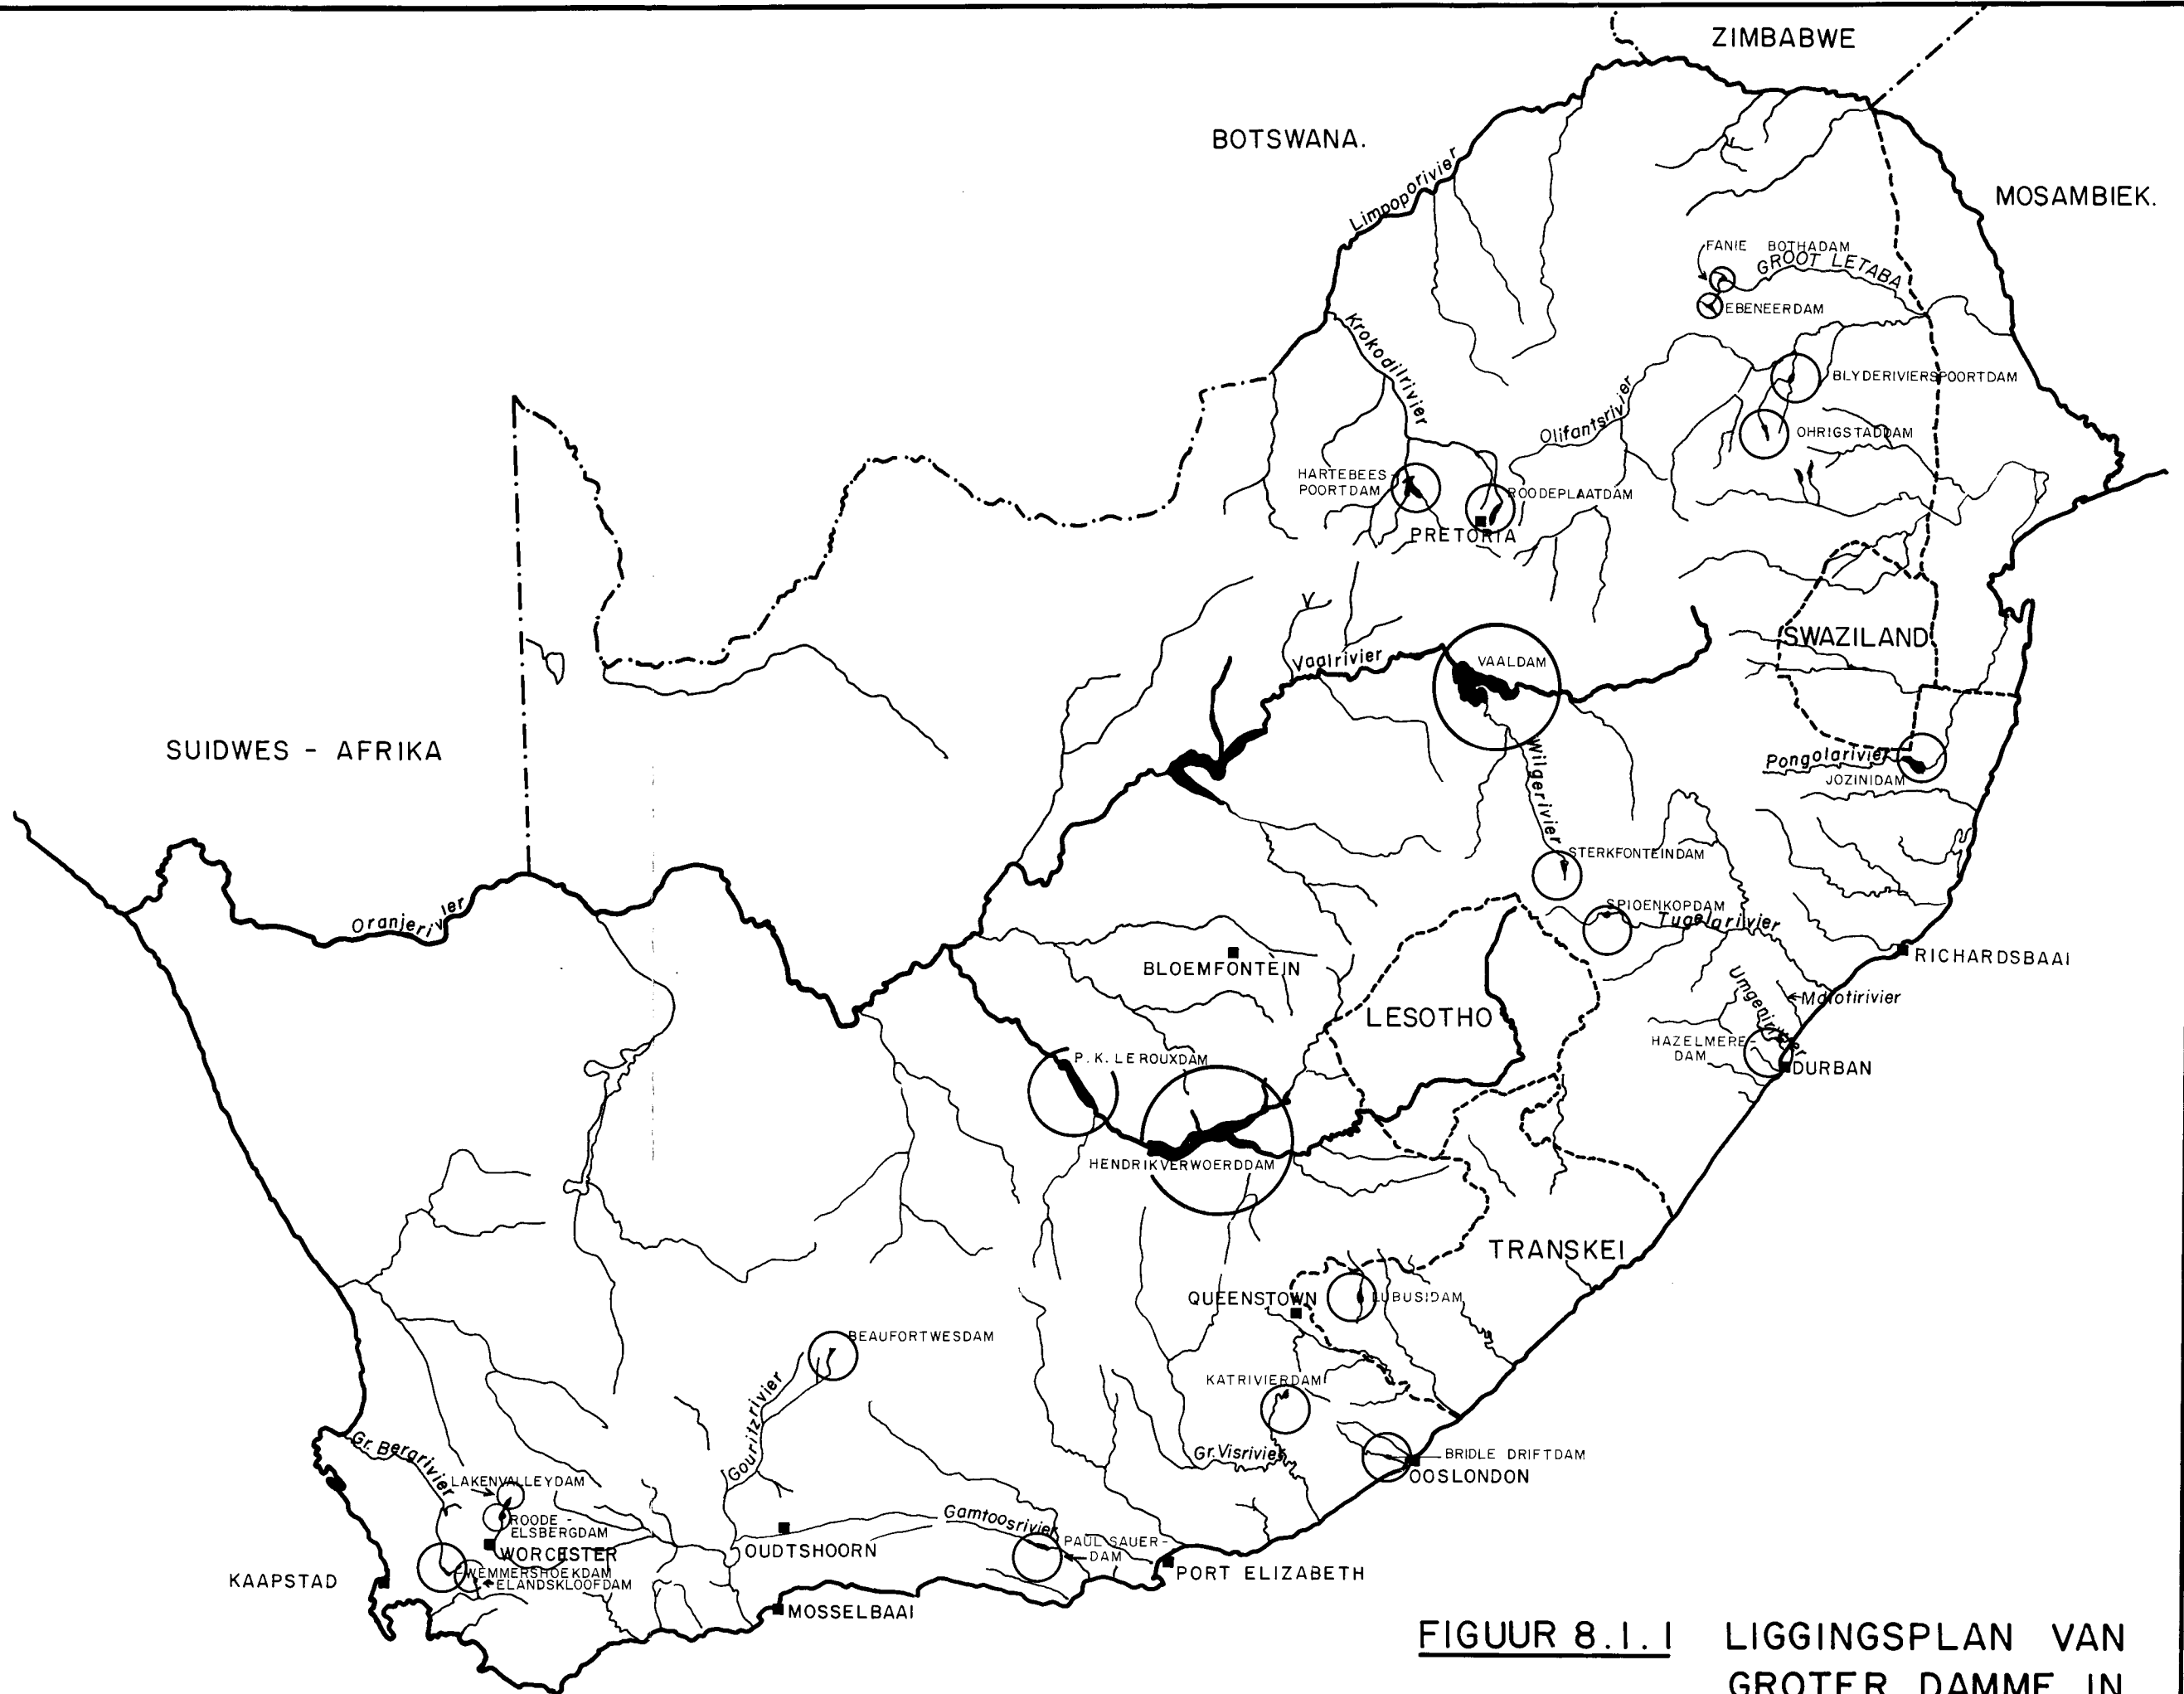 ZIMBABWE
BOTSWANA.
MOSAMBIEK.
Limpoporivier
FANIE BOTHADAM
GROOT LETABA
EBENEERDAM
Krokodilrivier
BLYDERIVIERSPOORTDAM
Olifantsrivier
OHRIGSTADDAM
HARTEBEES-
POORTDAM
ROODEPLAATDAM
PRETORIA
SWAZILAND
Vaalrivier
VAALDAM
SUIDWES - AFRIKA
Wilgerivier
Pongolarivier
JOZINIDAM
STERKFONTEINDAM
SPIOENKOPDAM
Tugelarivier
Oranjerivier
BLOEMFONTEIN
RICHARDSBAAI
LESOTHO
Umgenirivier
Mdlotirivier
HAZELMERE-
DAM
DURBAN
P. K. LE ROUXDAM
HENDRIKVERWOERDDAM
TRANSKEI
QUEENSTOWN
LUBUSIDAM
BEAUFORTWESDAM
KATRIVIERDAM
Gouritzrivier
Gr. Visrivier
BRIDLE DRIFTDAM
OOSLONDON
Gr. Bergrivier
LAKENVALLEYDAM
ROODE -
ELSBERGDAM
WORCESTER
OUDTSHOORN
Gamtoosrivier
PAUL SAUER-
DAM
WEMMERSHOEKDAM
ELANDSKLOOFDAM
KAAPSTAD
PORT ELIZABETH
MOSSELBAAI
FIGUUR 8.1.1 LIGGINGSPLAN VAN
GROTER DAMME IN